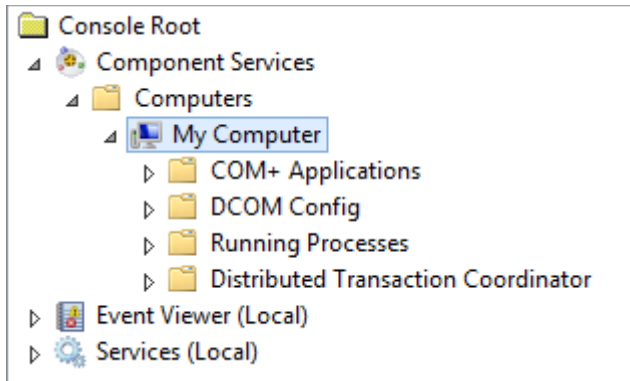 Console Root
Component Services
Computers
My Computer
COM+ Applications
DCOM Config
Running Processes
Distributed Transaction Coordinator
Event Viewer (Local)
Services (Local)